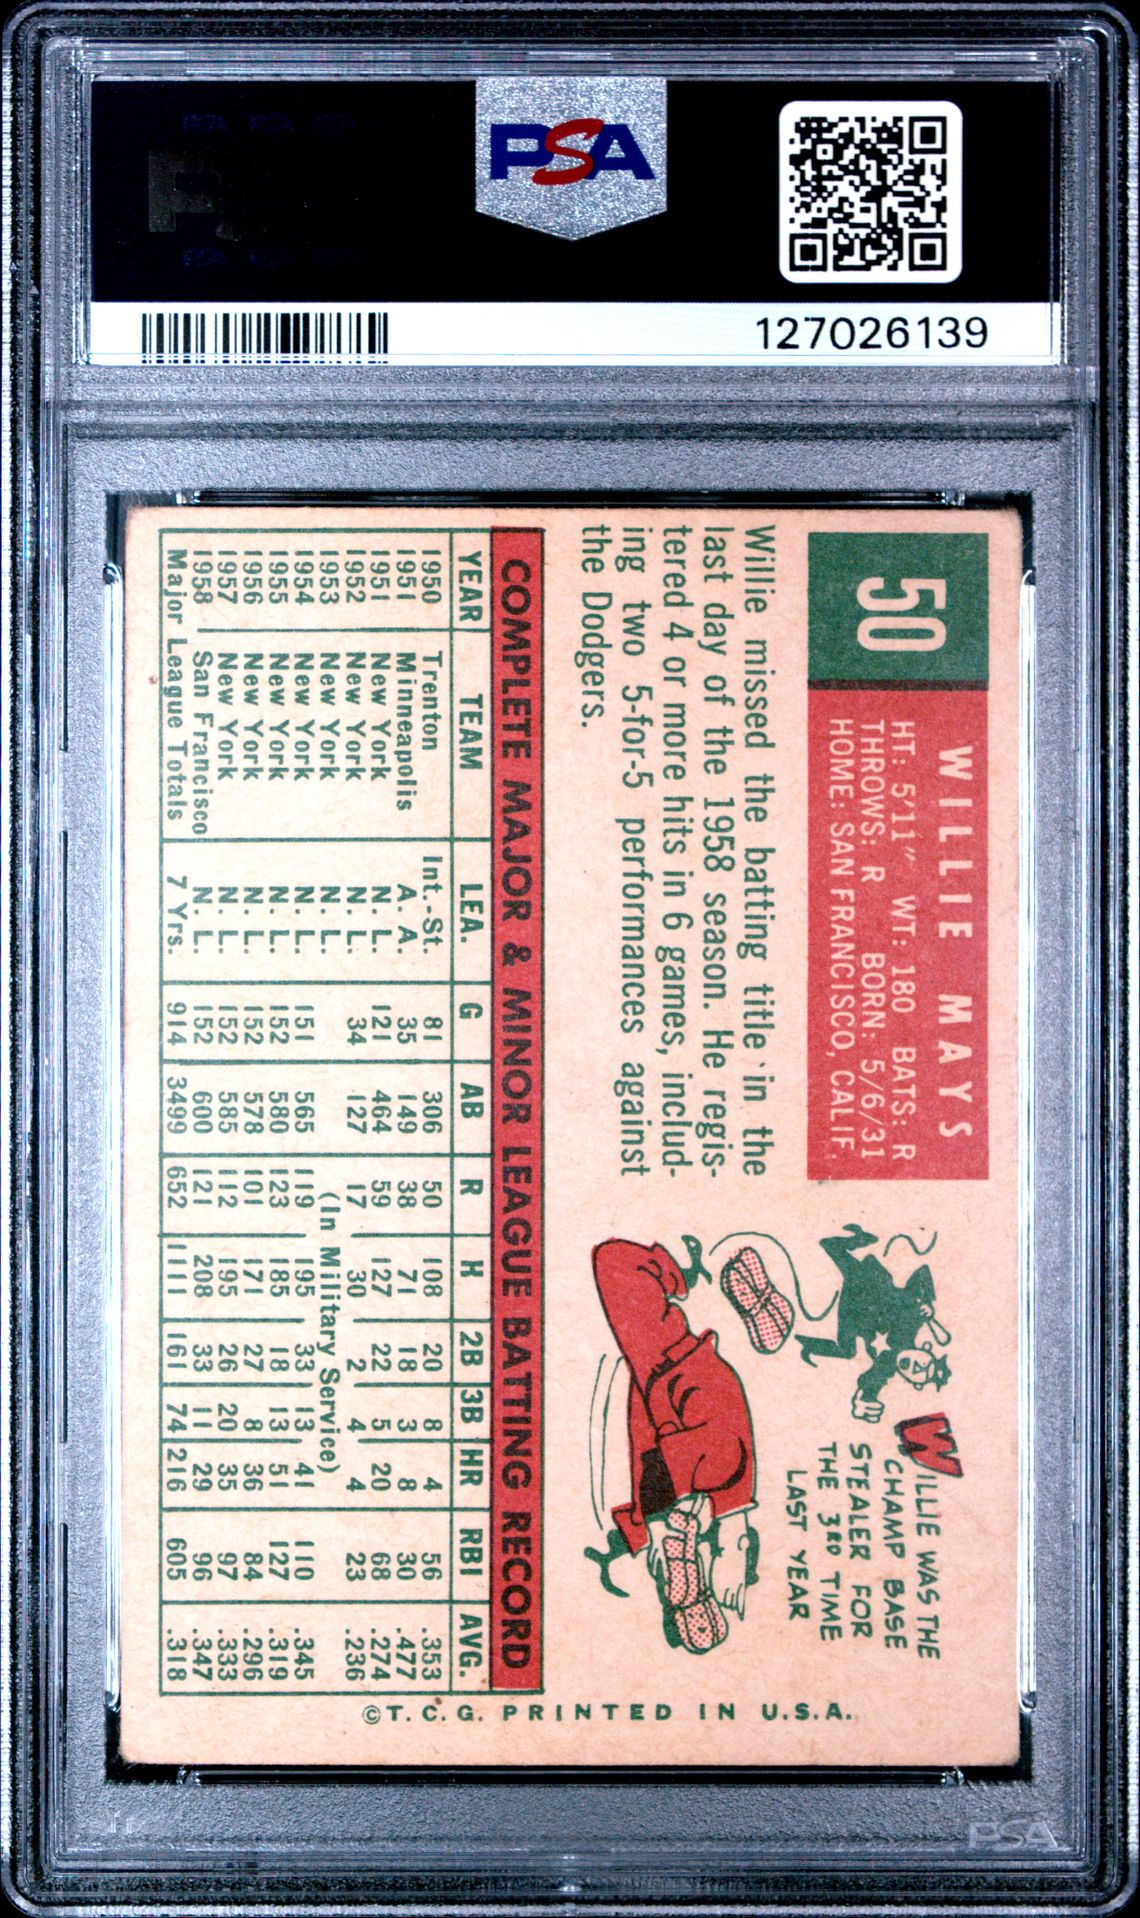 PSA
127026139
50
WILLIE MAYS
HT: 5'11" WT: 180 BATS: R
THROWS: R BORN: 5/6/31
HOME: SAN FRANCISCO, CALIF.
Willie missed the batting title in the
last day of the 1958 season. He regis-
tered 4 or more hits in 6 games, includ-
ing two 5-for-5 performances against
the Dodgers.
WILLIE WAS THE
CHAMP BASE
STEALER FOR
THE 3RD TIME
LAST YEAR
COMPLETE MAJOR & MINOR LEAGUE BATTING RECORD
YEAR TEAM LEA. G AB R H 2B 3B HR RBI AVG.
1950 Trenton Int.-St. 81 306 50 108 20 8 4 56 .353
1951 Minneapolis A. A. 35 149 38 71 18 3 8 30 .477
1951 New York N. L. 121 464 59 127 22 5 20 68 .274
1952 New York N. L. 34 127 17 30 2 4 4 23 .236
1953 New York N. L. (In Military Service)
1954 New York N. L. 151 565 119 195 33 13 41 110 .345
1955 New York N. L. 152 580 123 185 18 13 51 127 .319
1956 New York N. L. 152 578 101 171 27 8 36 84 .296
1957 New York N. L. 152 585 112 195 26 20 35 97 .333
1958 San Francisco N. L. 152 600 121 208 33 11 29 96 .347
Major League Totals 7 Yrs. 914 3499 652 1111 161 74 216 605 .318
©T. C. G. PRINTED IN U.S.A.
PSA